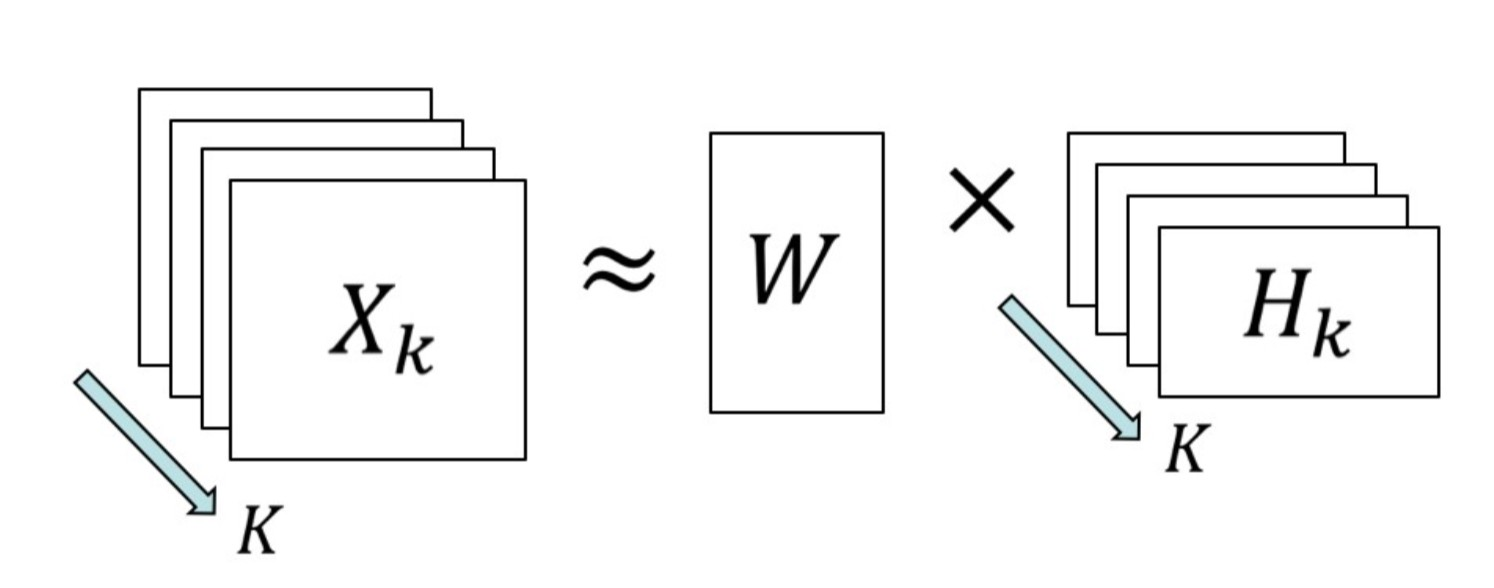 X_k ≈ W × H_k
K K